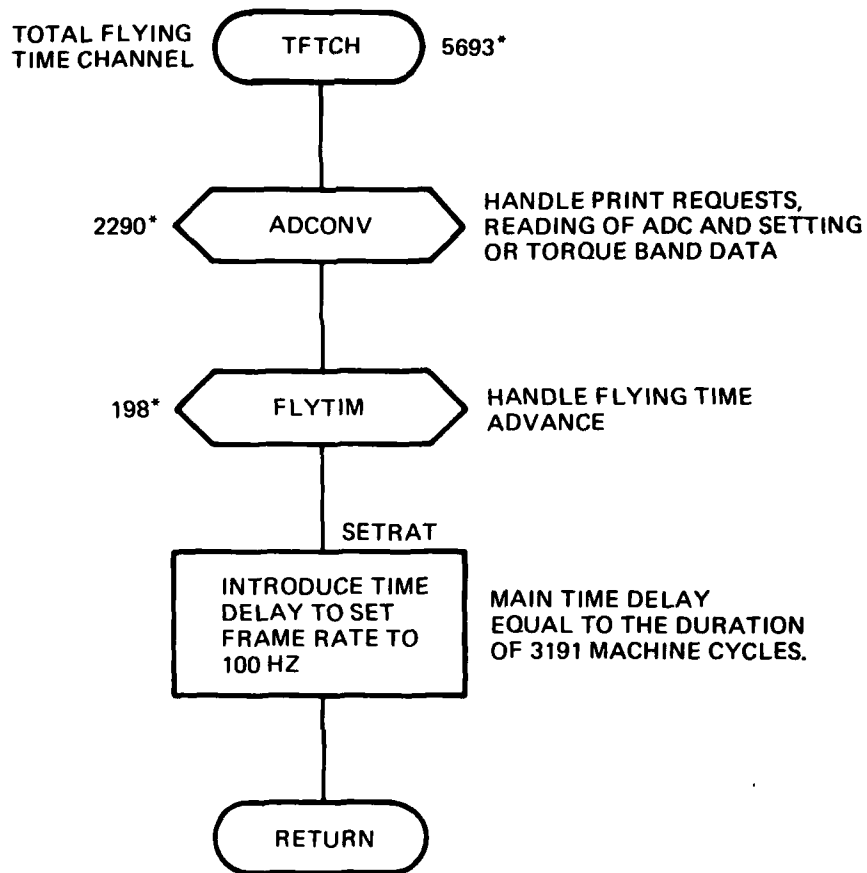 TOTAL FLYING
TIME CHANNEL
TFTCH
5693*
2290*
ADCONV
HANDLE PRINT REQUESTS,
READING OF ADC AND SETTING
OR TORQUE BAND DATA
198*
FLYTIM
HANDLE FLYING TIME
ADVANCE
SETRAT
INTRODUCE TIME
DELAY TO SET
FRAME RATE TO
100 HZ
MAIN TIME DELAY
EQUAL TO THE DURATION
OF 3191 MACHINE CYCLES.
RETURN